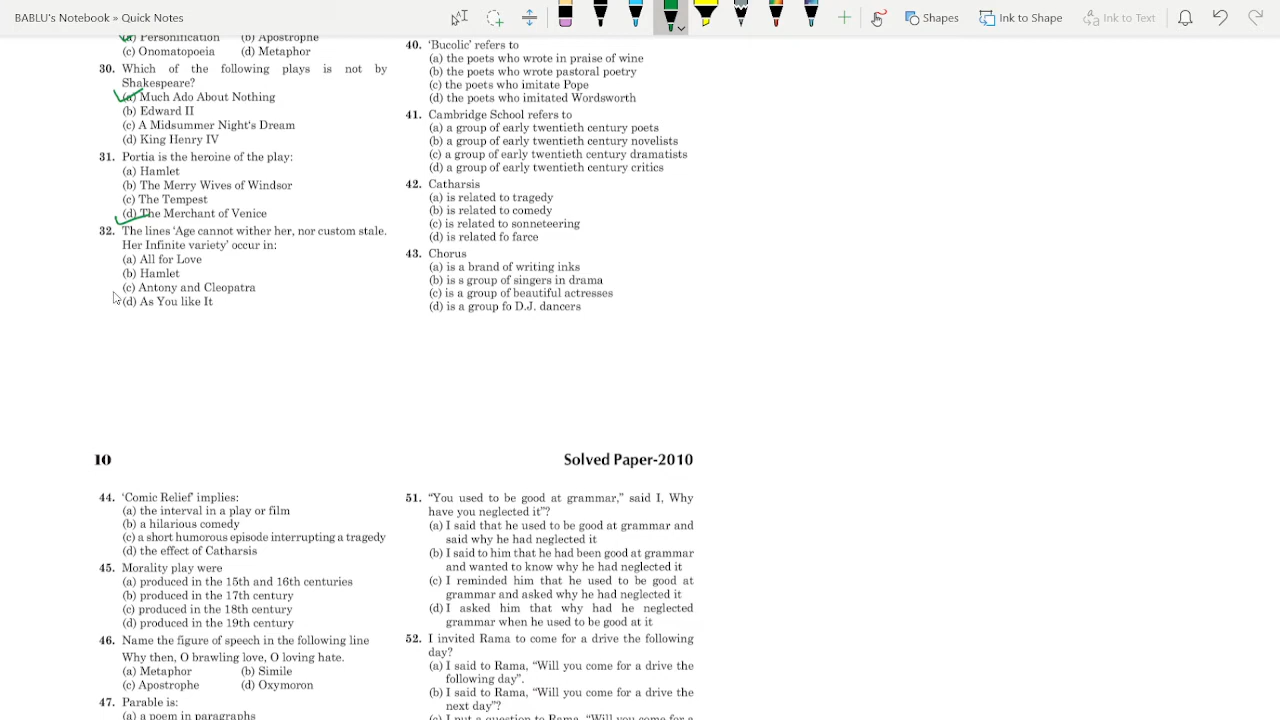 BABLU's Notebook » Quick Notes
Shapes
Ink to Shape
Ink to Text
(a) Personification (b) Apostrophe
(c) Onomatopoeia (d) Metaphor
30. Which of the following plays is not by
Shakespeare?
(a) Much Ado About Nothing
(b) Edward II
(c) A Midsummer Night's Dream
(d) King Henry IV
31. Portia is the heroine of the play:
(a) Hamlet
(b) The Merry Wives of Windsor
(c) The Tempest
(d) The Merchant of Venice
32. The lines 'Age cannot wither her, nor custom stale.
Her Infinite variety' occur in:
(a) All for Love
(b) Hamlet
(c) Antony and Cleopatra
(d) As You like It
40. 'Bucolic' refers to
(a) the poets who wrote in praise of wine
(b) the poets who wrote pastoral poetry
(c) the poets who imitate Pope
(d) the poets who imitated Wordsworth
41. Cambridge School refers to
(a) a group of early twentieth century poets
(b) a group of early twentieth century novelists
(c) a group of early twentieth century dramatists
(d) a group of early twentieth century critics
42. Catharsis
(a) is related to tragedy
(b) is related to comedy
(c) is related to sonneteering
(d) is related fo farce
43. Chorus
(a) is a brand of writing inks
(b) is s group of singers in drama
(c) is a group of beautiful actresses
(d) is a group fo D.J. dancers
10
Solved Paper-2010
44. 'Comic Relief' implies:
(a) the interval in a play or film
(b) a hilarious comedy
(c) a short humorous episode interrupting a tragedy
(d) the effect of Catharsis
45. Morality play were
(a) produced in the 15th and 16th centuries
(b) produced in the 17th century
(c) produced in the 18th century
(d) produced in the 19th century
46. Name the figure of speech in the following line
Why then, O brawling love, O loving hate.
(a) Metaphor (b) Simile
(c) Apostrophe (d) Oxymoron
47. Parable is:
(a) a poem in paragraphs
51. "You used to be good at grammar," said I, Why
have you neglected it"?
(a) I said that he used to be good at grammar and
said why he had neglected it
(b) I said to him that he had been good at grammar
and wanted to know why he had neglected it
(c) I reminded him that he used to be good at
grammar and asked why he had neglected it
(d) I asked him that why had he neglected
grammar when he used to be good at it
52. I invited Rama to come for a drive the following
day?
(a) I said to Rama, "Will you come for a drive the
following day".
(b) I said to Rama, "Will you come for a drive the
next day"?
(c) I put a question to Rama, "Will you come for a